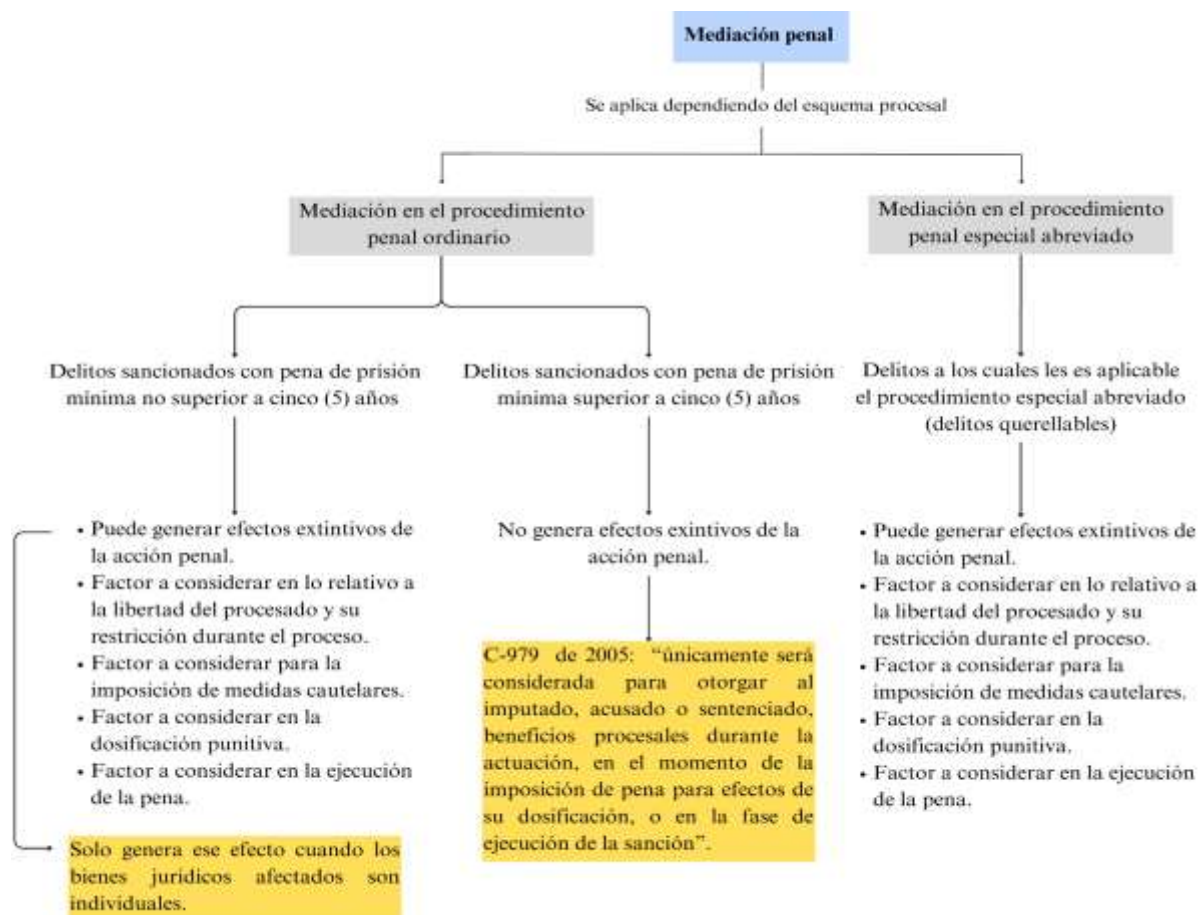 Mediación penal
Se aplica dependiendo del esquema procesal
Mediación en el procedimiento
penal ordinario
Mediación en el procedimiento
penal especial abreviado
Delitos sancionados con pena de prisión
mínima no superior a cinco (5) años
Delitos sancionados con pena de prisión
mínima superior a cinco (5) años
Delitos a los cuales les es aplicable
el procedimiento especial abreviado
(delitos querellables)
• Puede generar efectos extintivos de
la acción penal.
• Factor a considerar en lo relativo a
la libertad del procesado y su
restricción durante el proceso.
• Factor a considerar para la
imposición de medidas cautelares.
• Factor a considerar en la
dosificación punitiva.
• Factor a considerar en la ejecución
de la pena.
Solo genera ese efecto cuando los
bienes jurídicos afectados son
individuales.
No genera efectos exintivos de la
acción penal.
C-979 de 2005: “únicamente será
considerada para otorgar al
imputado, acusado o sentenciado,
beneficios procesales durante la
actuación, en el momento de la
imposición de pena para efectos de
su dosificación, o en la fase de
ejecución de la sanción”.
• Puede generar efectos extintivos de
la acción penal.
• Factor a considerar en lo relativo a
la libertad del procesado y su
restricción durante el proceso.
• Factor a considerar para la
imposición de medidas cautelares.
• Factor a considerar en la
dosificación punitiva.
• Factor a considerar en la ejecución
de la pena.